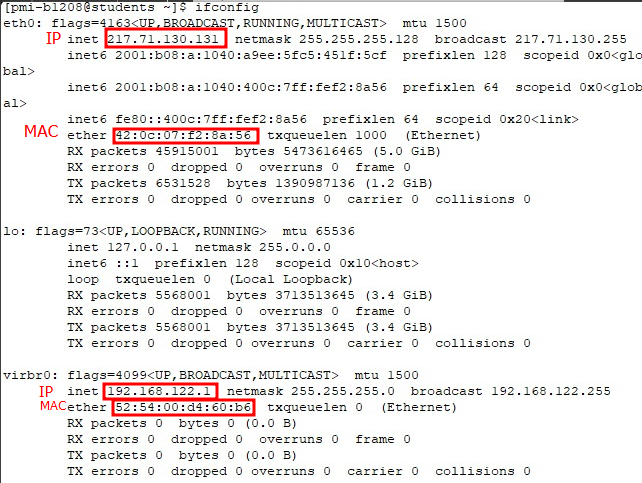 [pmi-b1208@students ~]$ ifconfig
eth0: flags=4163<UP,BROADCAST,RUNNING,MULTICAST>  mtu 1500
IP inet 217.71.130.131  netmask 255.255.255.128  broadcast 217.71.130.255
inet6 2001:b08:a:1040:a9ee:5fc5:451f:5cf  prefixlen 128  scopeid 0x0<glo
bal>
inet6 2001:b08:a:1040:400c:7ff:fef2:8a56  prefixlen 64  scopeid 0x0<glob
al>
inet6 fe80::400c:7ff:fef2:8a56  prefixlen 64  scopeid 0x20<link>
MAC ether 42:0c:07:f2:8a:56  txqueuelen 1000  (Ethernet)
RX packets 45915001  bytes 5473616465 (5.0 GiB)
RX errors 0  dropped 0  overruns 0  frame 0
TX packets 6531528  bytes 1390987136 (1.2 GiB)
TX errors 0  dropped 0 overruns 0  carrier 0  collisions 0
lo: flags=73<UP,LOOPBACK,RUNNING>  mtu 65536
inet 127.0.0.1  netmask 255.0.0.0
inet6 ::1  prefixlen 128  scopeid 0x10<host>
loop  txqueuelen 0  (Local Loopback)
RX packets 5568001  bytes 3713513645 (3.4 GiB)
RX errors 0  dropped 0  overruns 0  frame 0
TX packets 5568001  bytes 3713513645 (3.4 GiB)
TX errors 0  dropped 0 overruns 0  carrier 0  collisions 0
virbr0: flags=4099<UP,BROADCAST,MULTICAST>  mtu 1500
IP inet 192.168.122.1  netmask 255.255.255.0  broadcast 192.168.122.255
MAC ether 52:54:00:d4:60:b6  txqueuelen 0  (Ethernet)
RX packets 0  bytes 0 (0.0 B)
RX errors 0  dropped 0  overruns 0  frame 0
TX packets 0  bytes 0 (0.0 B)
TX errors 0  dropped 0 overruns 0  carrier 0  collisions 0